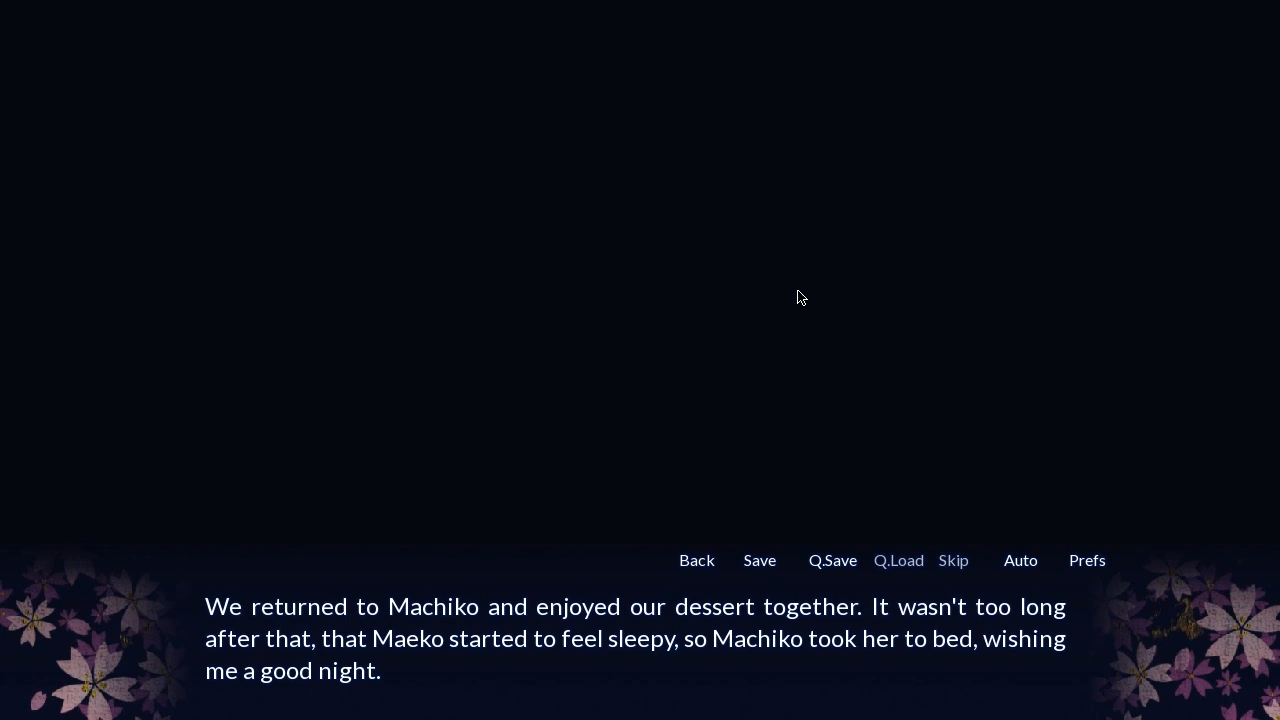 Back Save Q.Save Q.Load Skip Auto Prefs
We returned to Machiko and enjoyed our dessert together. It wasn't too long
after that, that Maeko started to feel sleepy, so Machiko took her to bed, wishing
me a good night.